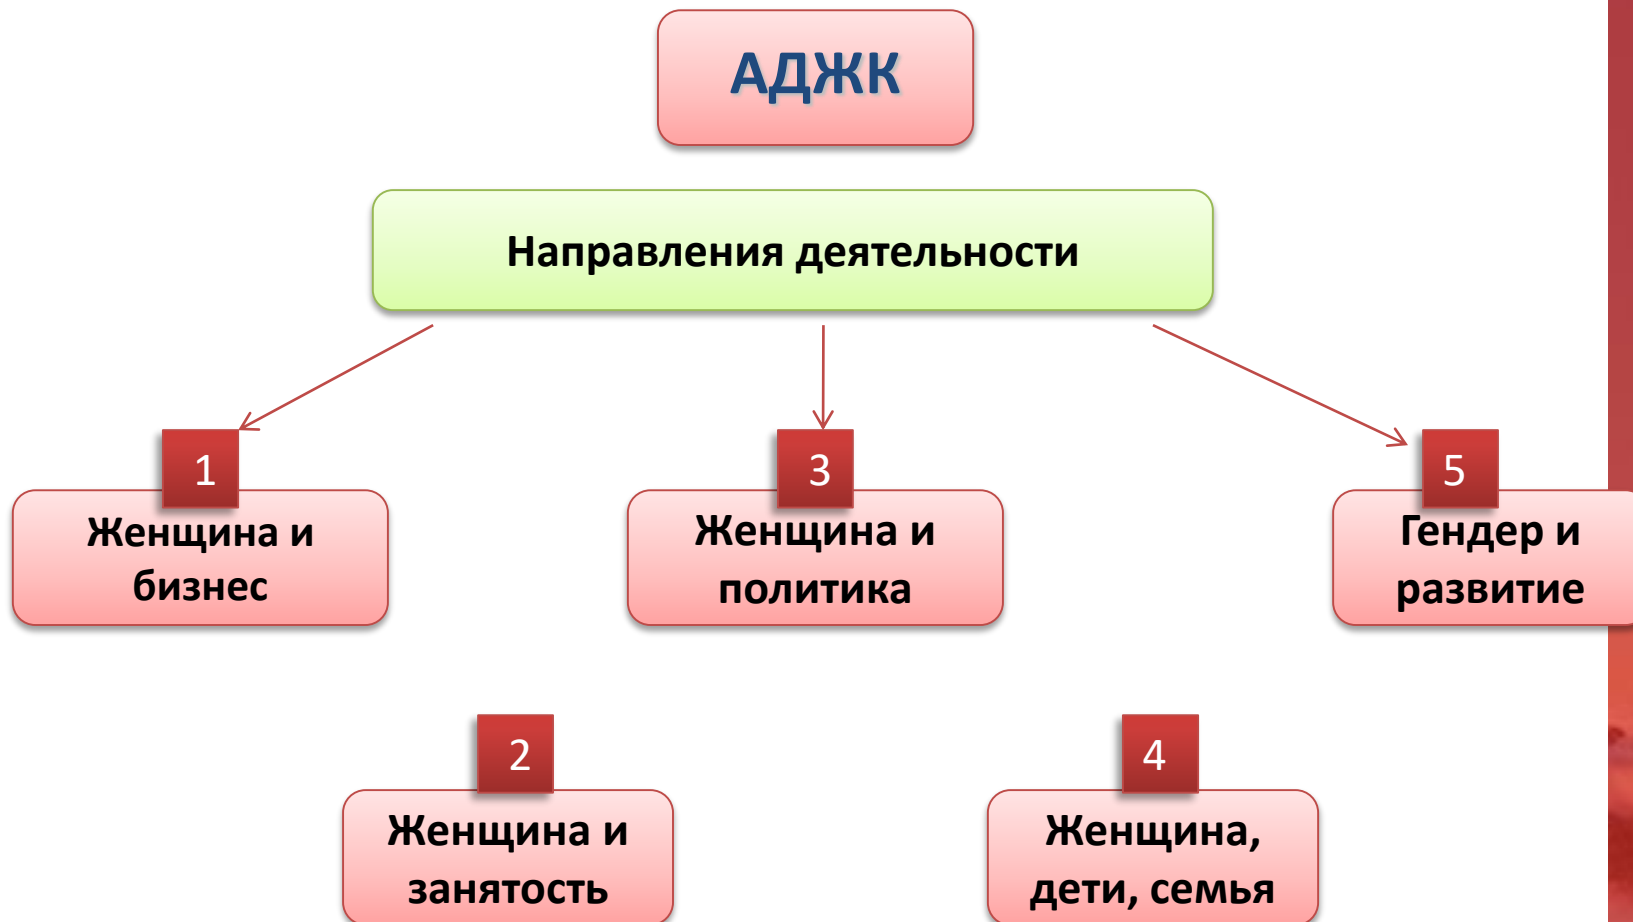 АДЖК
Направления деятельности
1
Женщина и
бизнес
3
Женщина и
политика
5
Гендер и
развитие
2
Женщина и
занятость
4
Женщина,
дети, семья